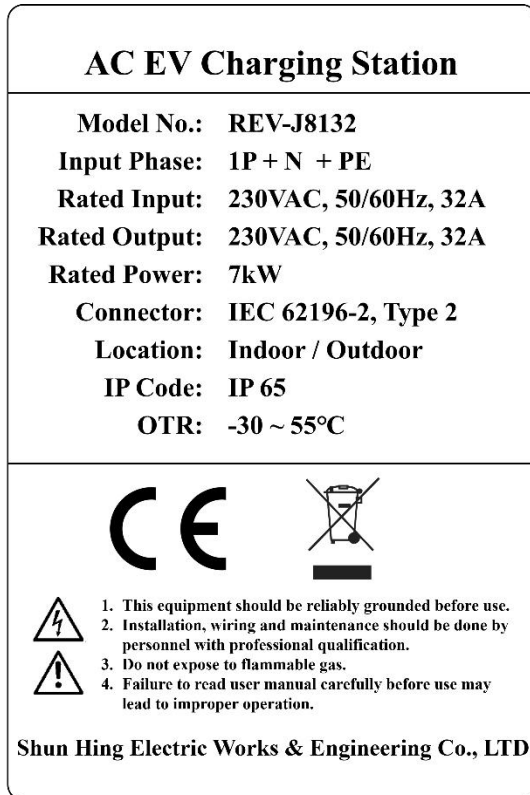 AC EV Charging Station
Model No.: REV-J8132
Input Phase: 1P + N + PE
Rated Input: 230VAC, 50/60Hz, 32A
Rated Output: 230VAC, 50/60Hz, 32A
Rated Power: 7kW
Connector: IEC 62196-2, Type 2
Location: Indoor / Outdoor
IP Code: IP 65
OTR: -30 ~ 55℃
CE
1. This equipment should be reliably grounded before use.
2. Installation, wiring and maintenance should be done by
personnel with professional qualification.
3. Do not expose to flammable gas.
4. Failure to read user manual carefully before use may
lead to improper operation.
Shun Hing Electric Works & Engineering Co., LTD